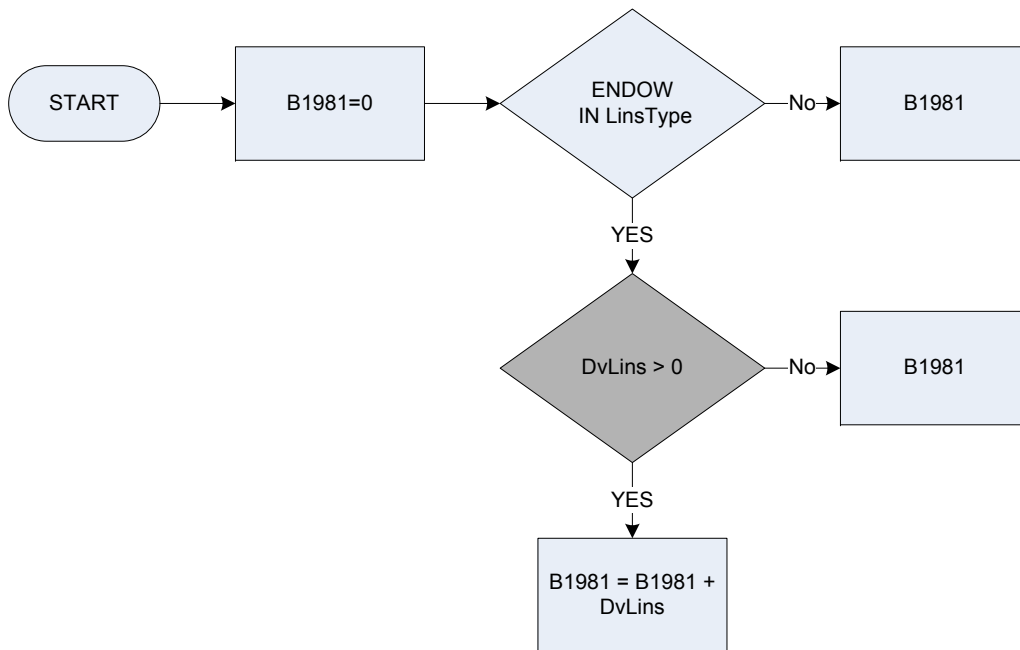 START
B1981=0
ENDOW
IN LinsType
No
B1981
YES
DvLins > 0
No
B1981
YES
B1981 = B1981 +
DvLins